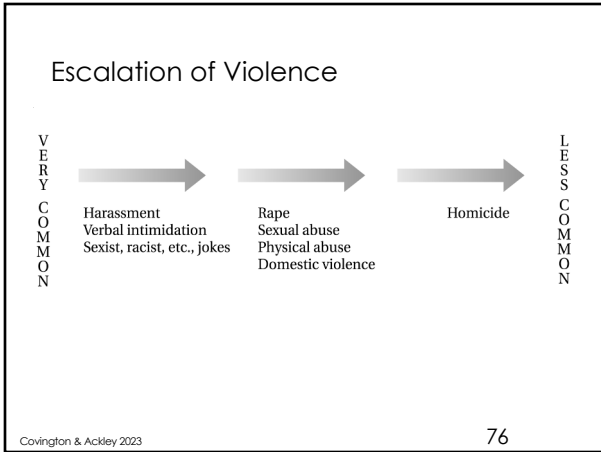 Escalation of Violence
VERY COMMON
Harassment
Verbal intimidation
Sexist, racist, etc., jokes
Rape
Sexual abuse
Physical abuse
Domestic violence
Homicide
LESS COMMON
Covington & Ackley 2023
76